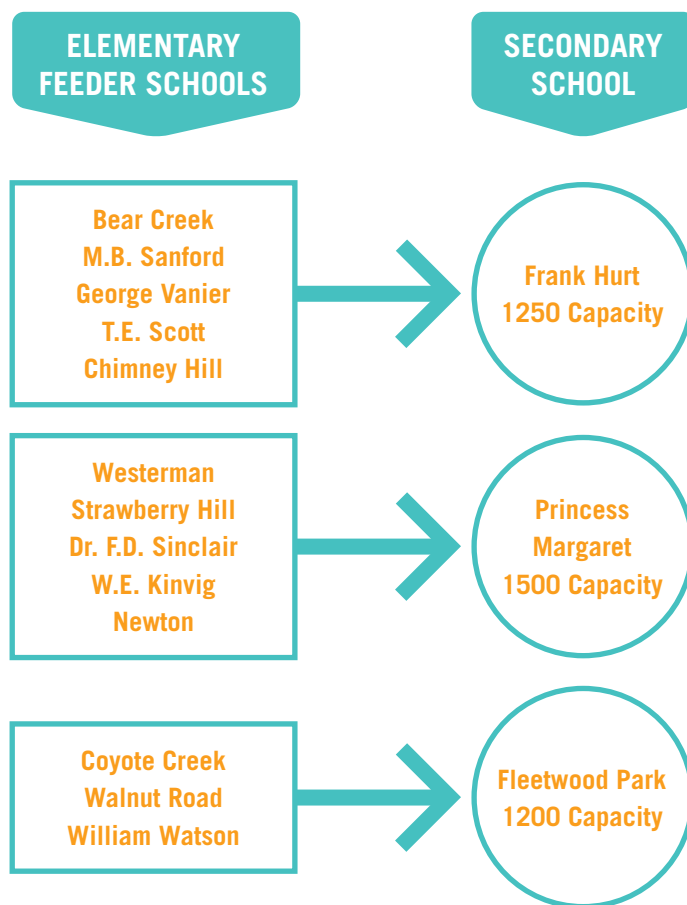 ELEMENTARY
FEEDER SCHOOLS
SECONDARY
SCHOOL
Bear Creek
M.B. Sanford
George Vanier
T.E. Scott
Chimney Hill
Frank Hurt
1250 Capacity
Westerman
Strawberry Hill
Dr. F.D. Sinclair
W.E. Kinvig
Newton
Princess
Margaret
1500 Capacity
Coyote Creek
Walnut Road
William Watson
Fleetwood Park
1200 Capacity